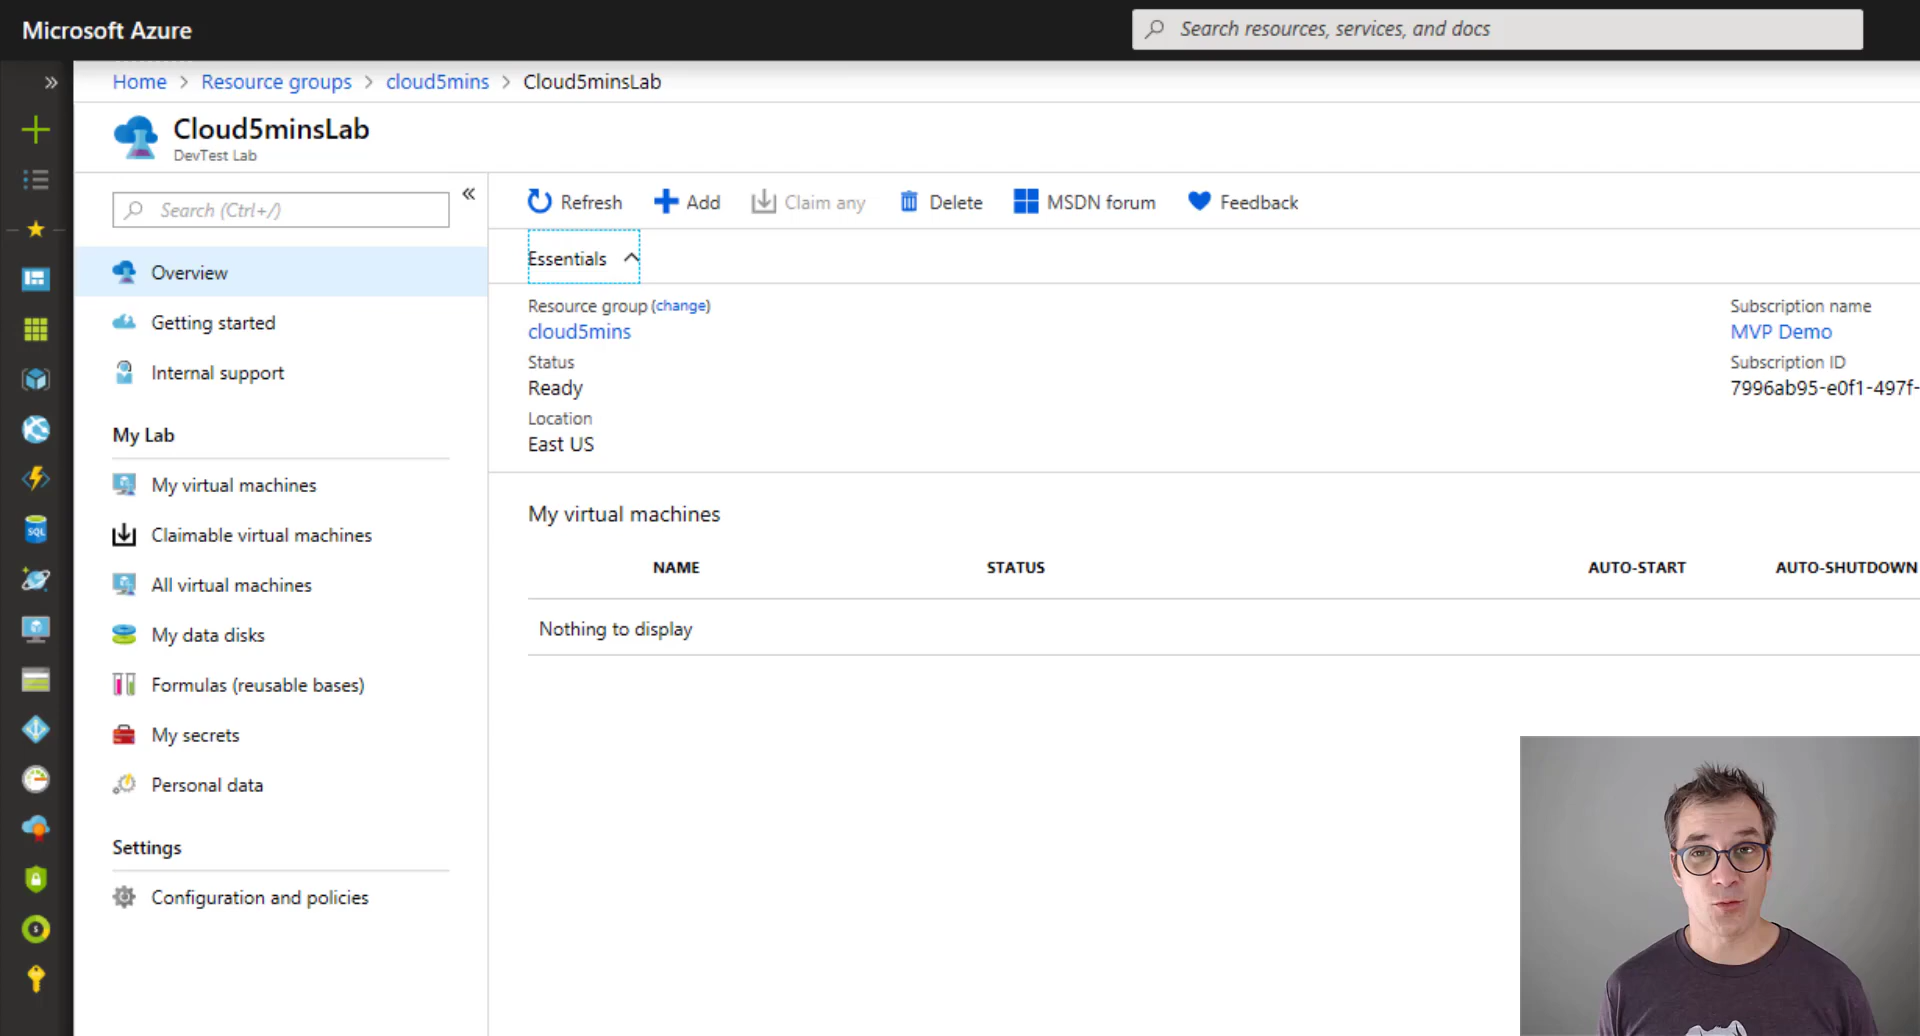 Microsoft Azure
Search resources, services, and docs
Home > Resource groups > cloud5mins > Cloud5minsLab
Cloud5minsLab
DevTest Lab
Search (Ctrl+/)
Refresh Add Claim any Delete MSDN forum Feedback
Essentials
Overview
Getting started
Internal support
My Lab
My virtual machines
Claimable virtual machines
All virtual machines
My data disks
Formulas (reusable bases)
My secrets
Personal data
Settings
Configuration and policies
Resource group (change)
cloud5mins
Status
Ready
Location
East US
Subscription name
MVP Demo
Subscription ID
7996ab95-e0f1-497f-
My virtual machines
NAME STATUS AUTO-START AUTO-SHUTDOWN
Nothing to display
SQL